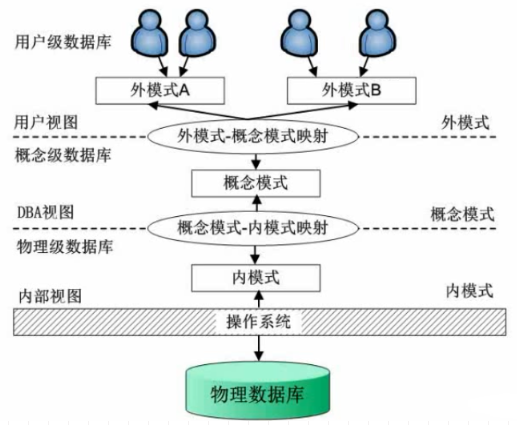 用户级数据库
外模式A
外模式B
用户视图
外模式-概念模式映射
外模式
概念级数据库
概念模式
DBA视图
概念模式-内模式映射
概念模式
物理级数据库
内模式
内部视图
内模式
操作系统
物理数据库